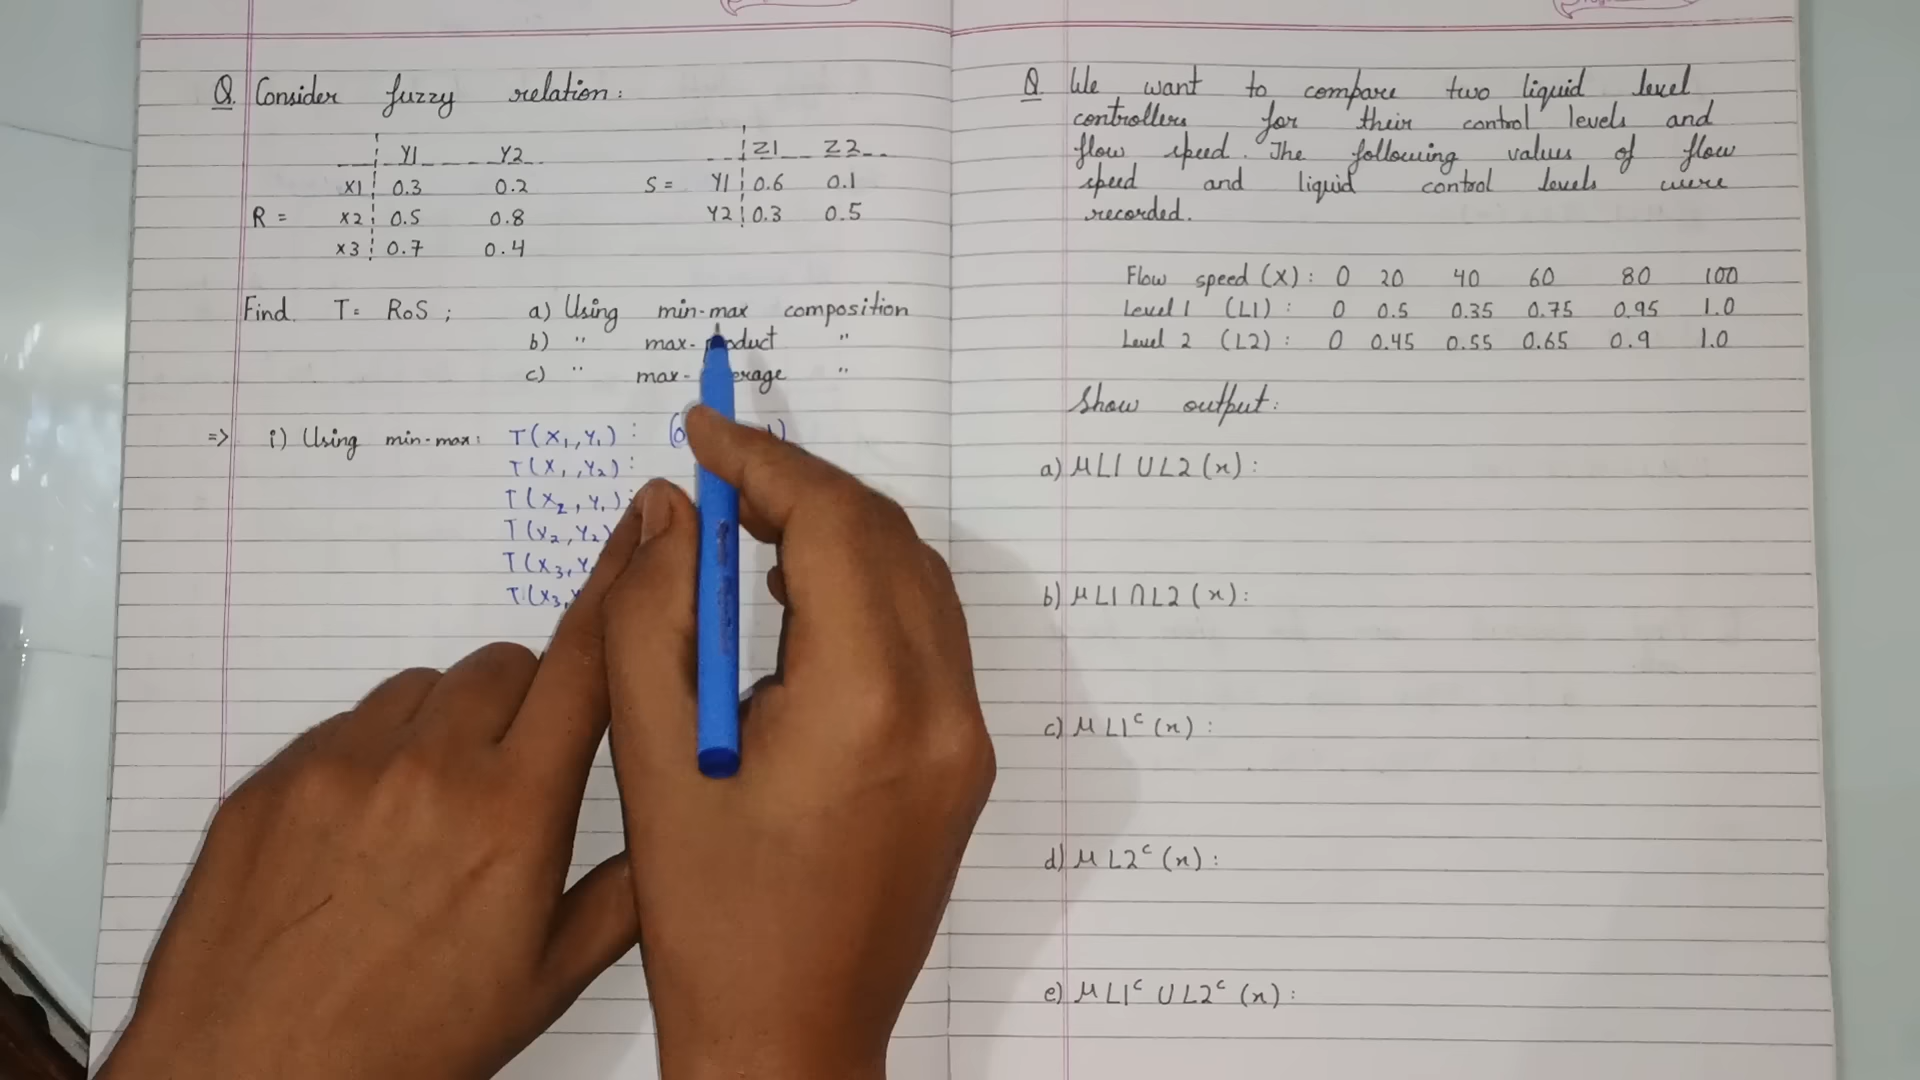 Q. Consider fuzzy relation:
Y1 Y2
X1 0.3 0.2
R = X2 0.5 0.8
X3 0.7 0.4
Z1 Z2
S = Y1 0.6 0.1
Y2 0.3 0.5
Find T= RoS ; a) Using min-max composition
b) " max- "
c) " max- "
=> i) Using min-max: T(X1,Y1) :
T(X1,Y2) :
T(X2,Y1) :
T(X2,Y2)
T(X3,
T(X3,
Q We want to compare two liquid level
controllers for their control levels and
flow speed. The following values of flow
speed and liquid control levels were
recorded.
Flow speed (X) : 0 20 40 60 80 100
Level 1 (L1) : 0 0.5 0.35 0.75 0.95 1.0
Level 2 (L2) : 0 0.45 0.55 0.65 0.9 1.0
Show output:
a) μL1 ∪ L2 (x) :
b) μL1 ∩ L2 (x) :
c) μL1ᶜ (x) :
d) μL2ᶜ (x) :
e) μL1ᶜ ∪ L2ᶜ (x) :